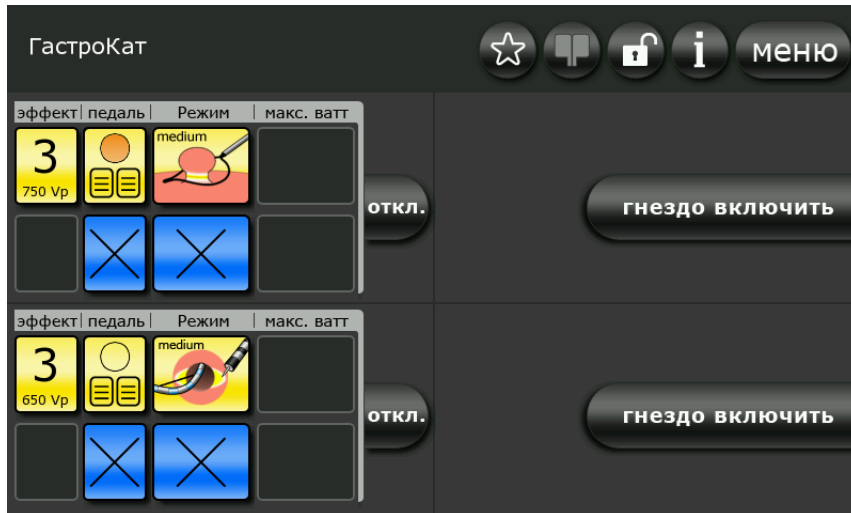 ГастроКат
i
меню
эффект педаль Режим макс. ватт
3
750 Vp
medium
откл.
гнездо включить
эффект педаль Режим макс. ватт
3
650 Vp
medium
откл.
гнездо включить